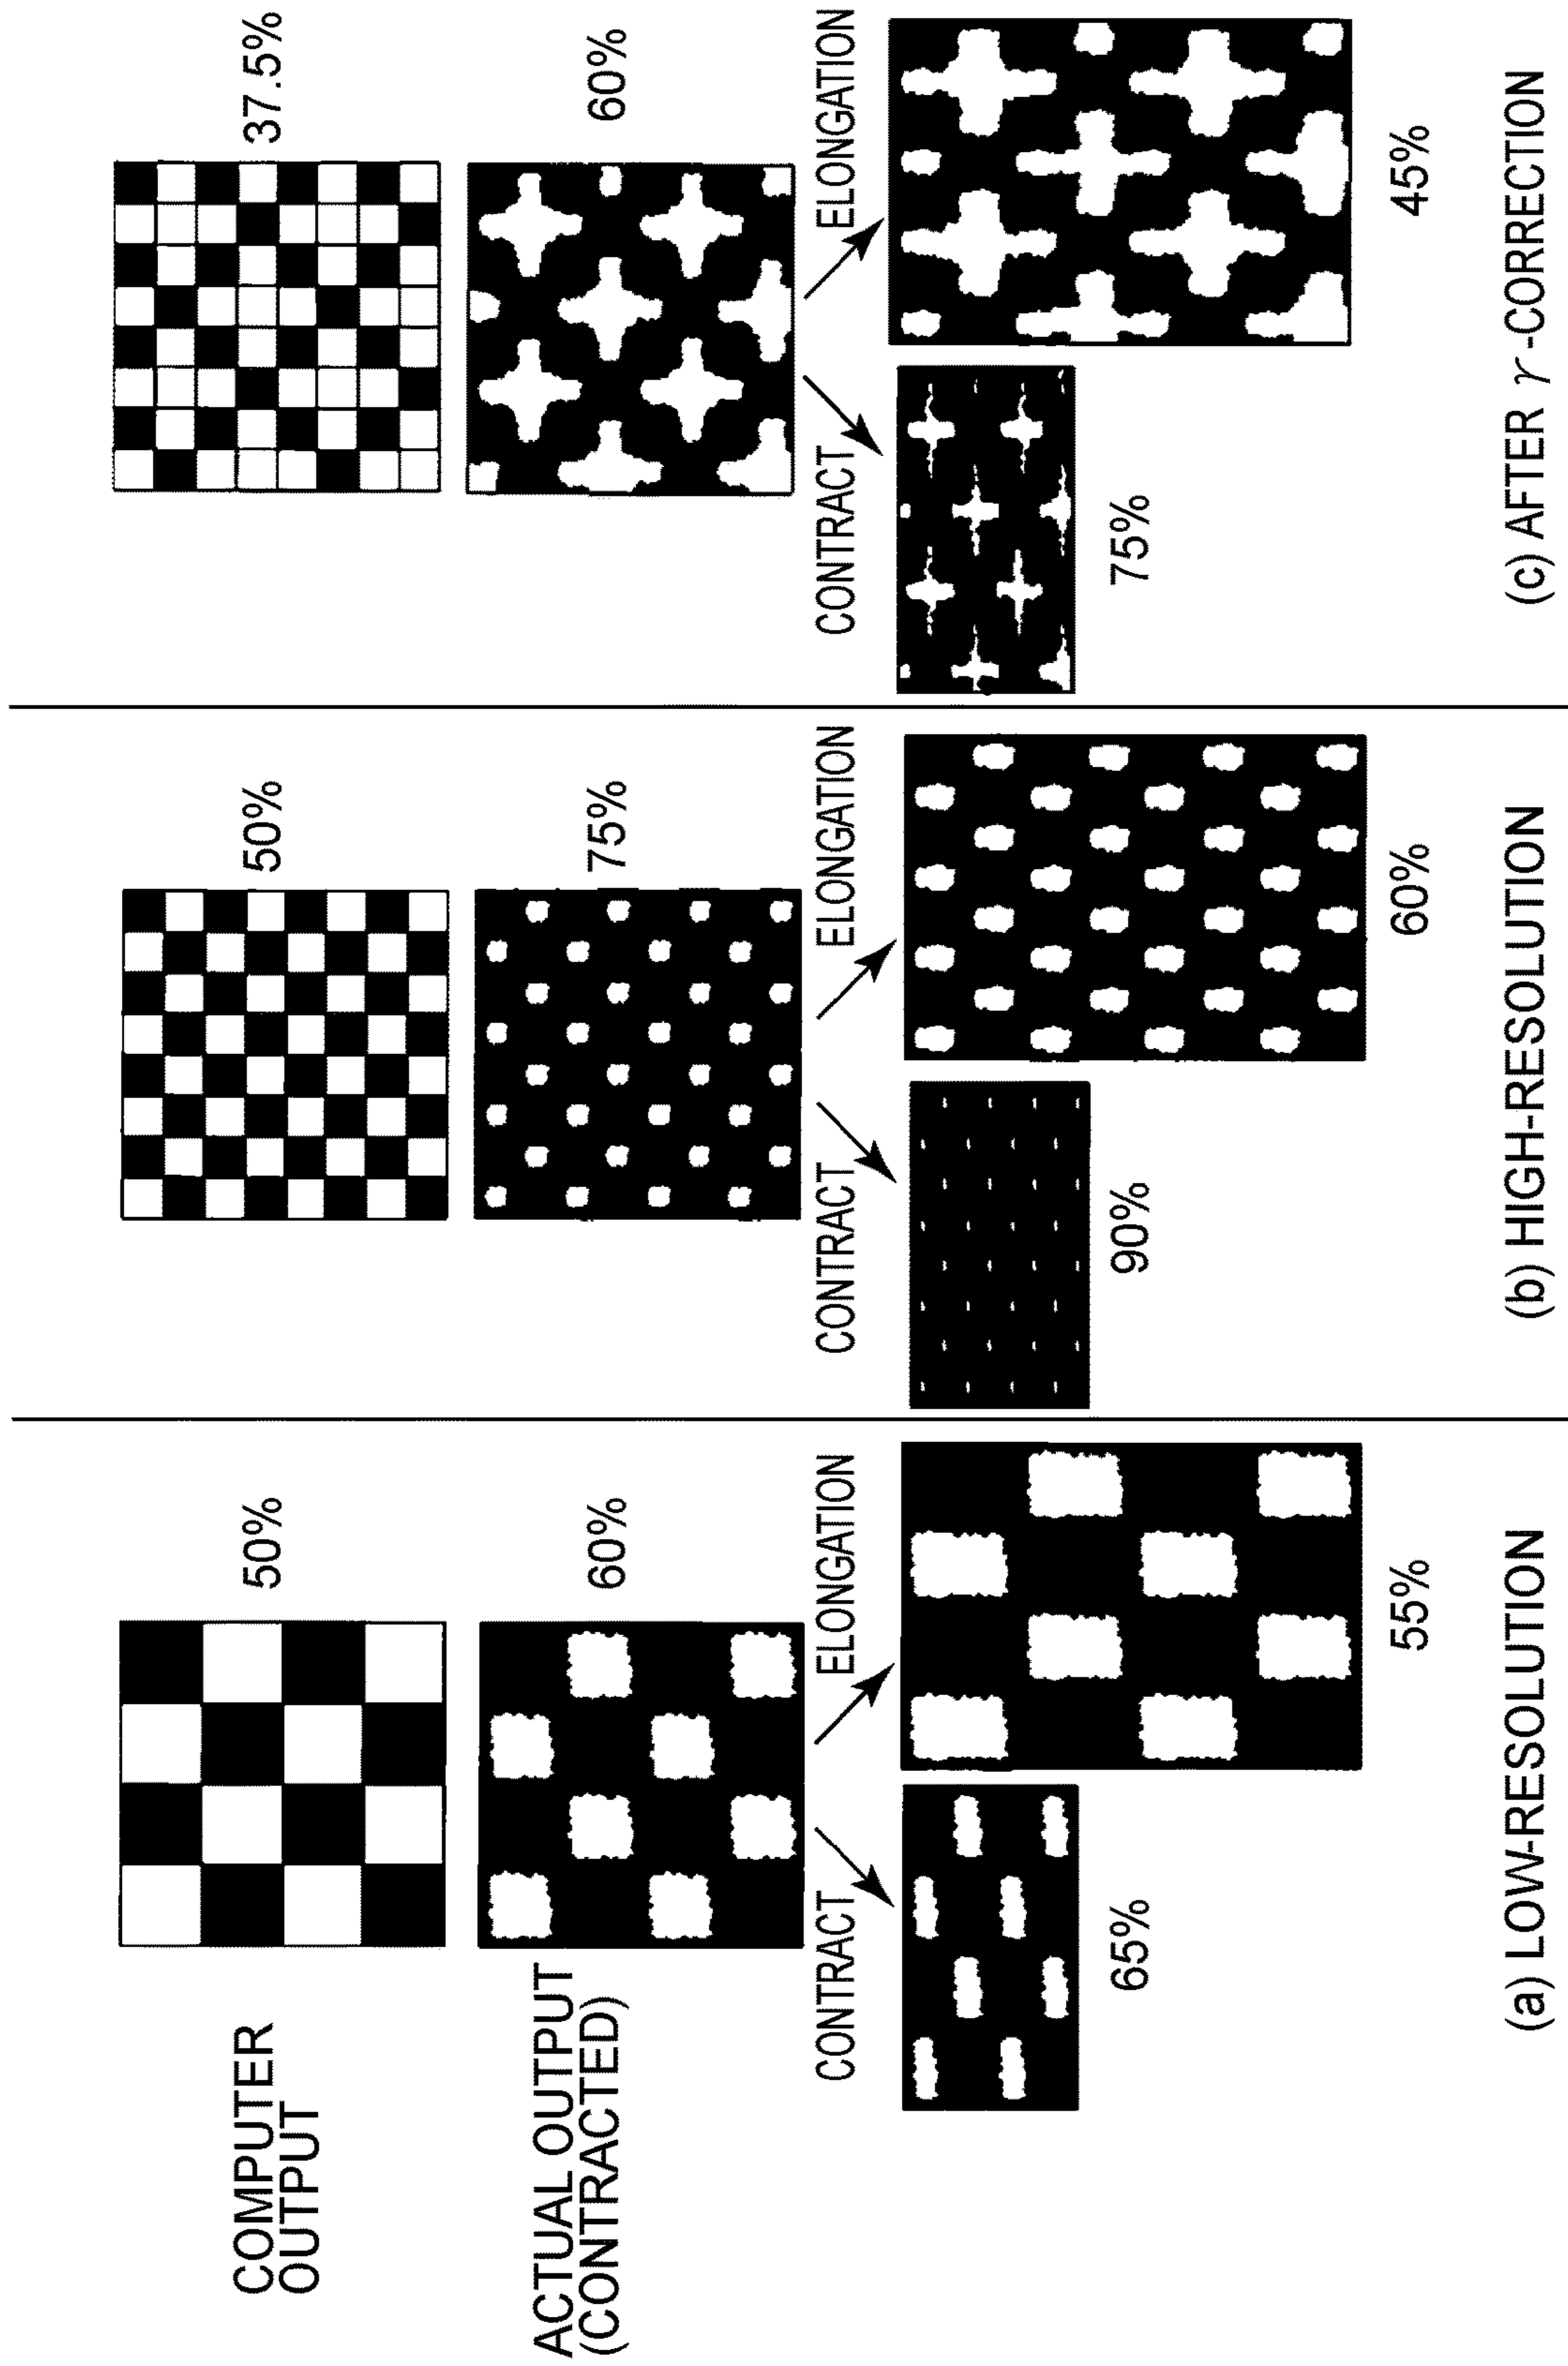 COMPUTER
OUTPUT
50%
50%
37.5%
ACTUAL OUTPUT
(CONTRACTED)
60%
75%
60%
CONTRACT
ELONGATION
CONTRACT
ELONGATION
CONTRACT
ELONGATION
65%
55%
90%
60%
75%
45%
(a) LOW-RESOLUTION
(b) HIGH-RESOLUTION
(c) AFTER γ-CORRECTION